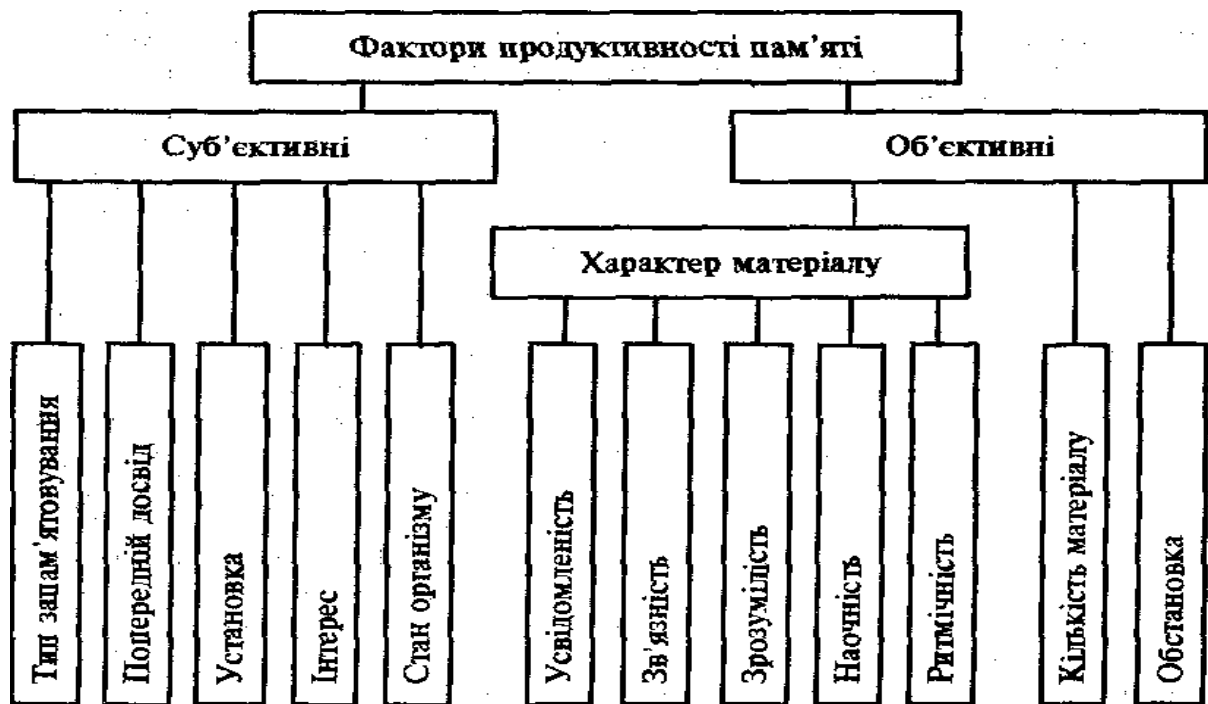 Фактори продуктивності пам’яті
Суб’єктивні
Об’єктивні
Характер матеріалу
Тип запам’ятовування
Попередній досвід
Установка
Інтерес
Стан організму
Усвідомленість
Зв’язність
Зрозумілість
Наочність
Ритмічність
Кількість матеріалу
Обстановка